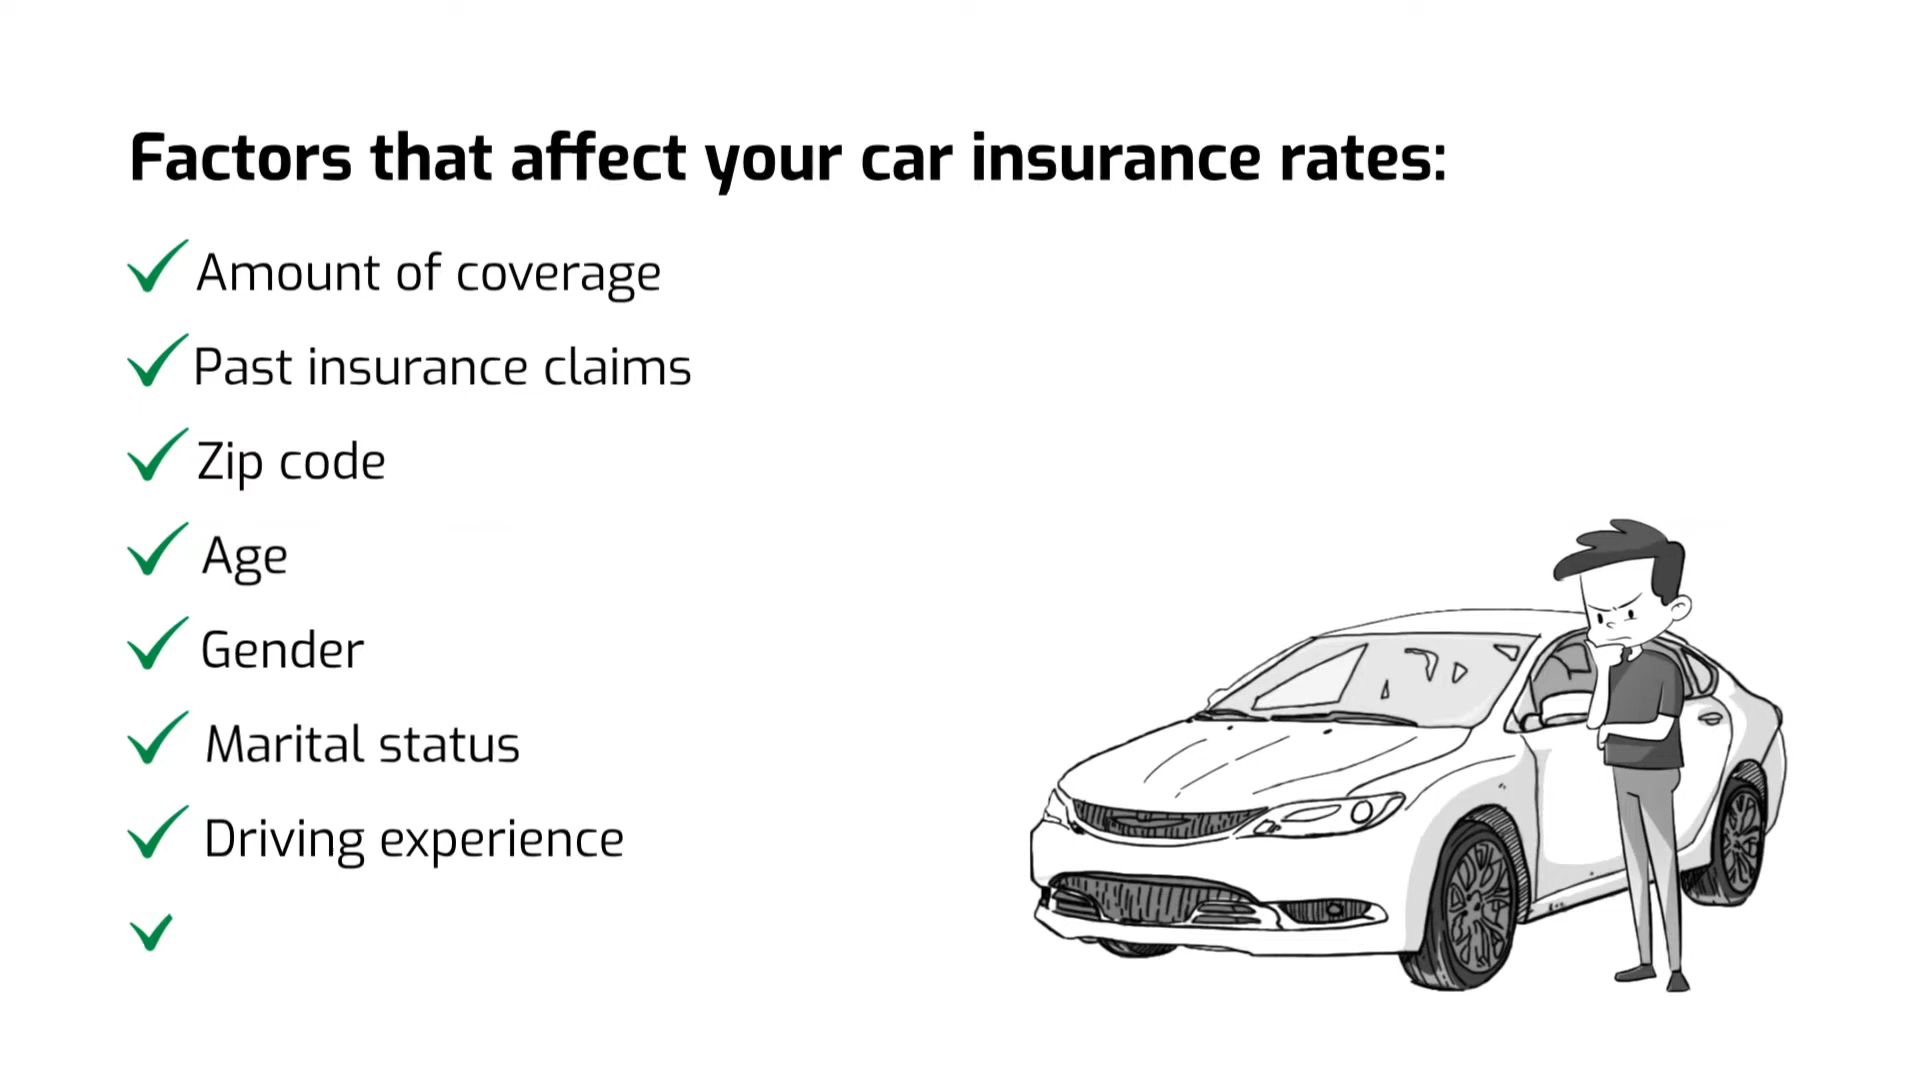 Factors that affect your car insurance rates:
Amount of coverage
Past insurance claims
Zip code
Age
Gender
Marital status
Driving experience